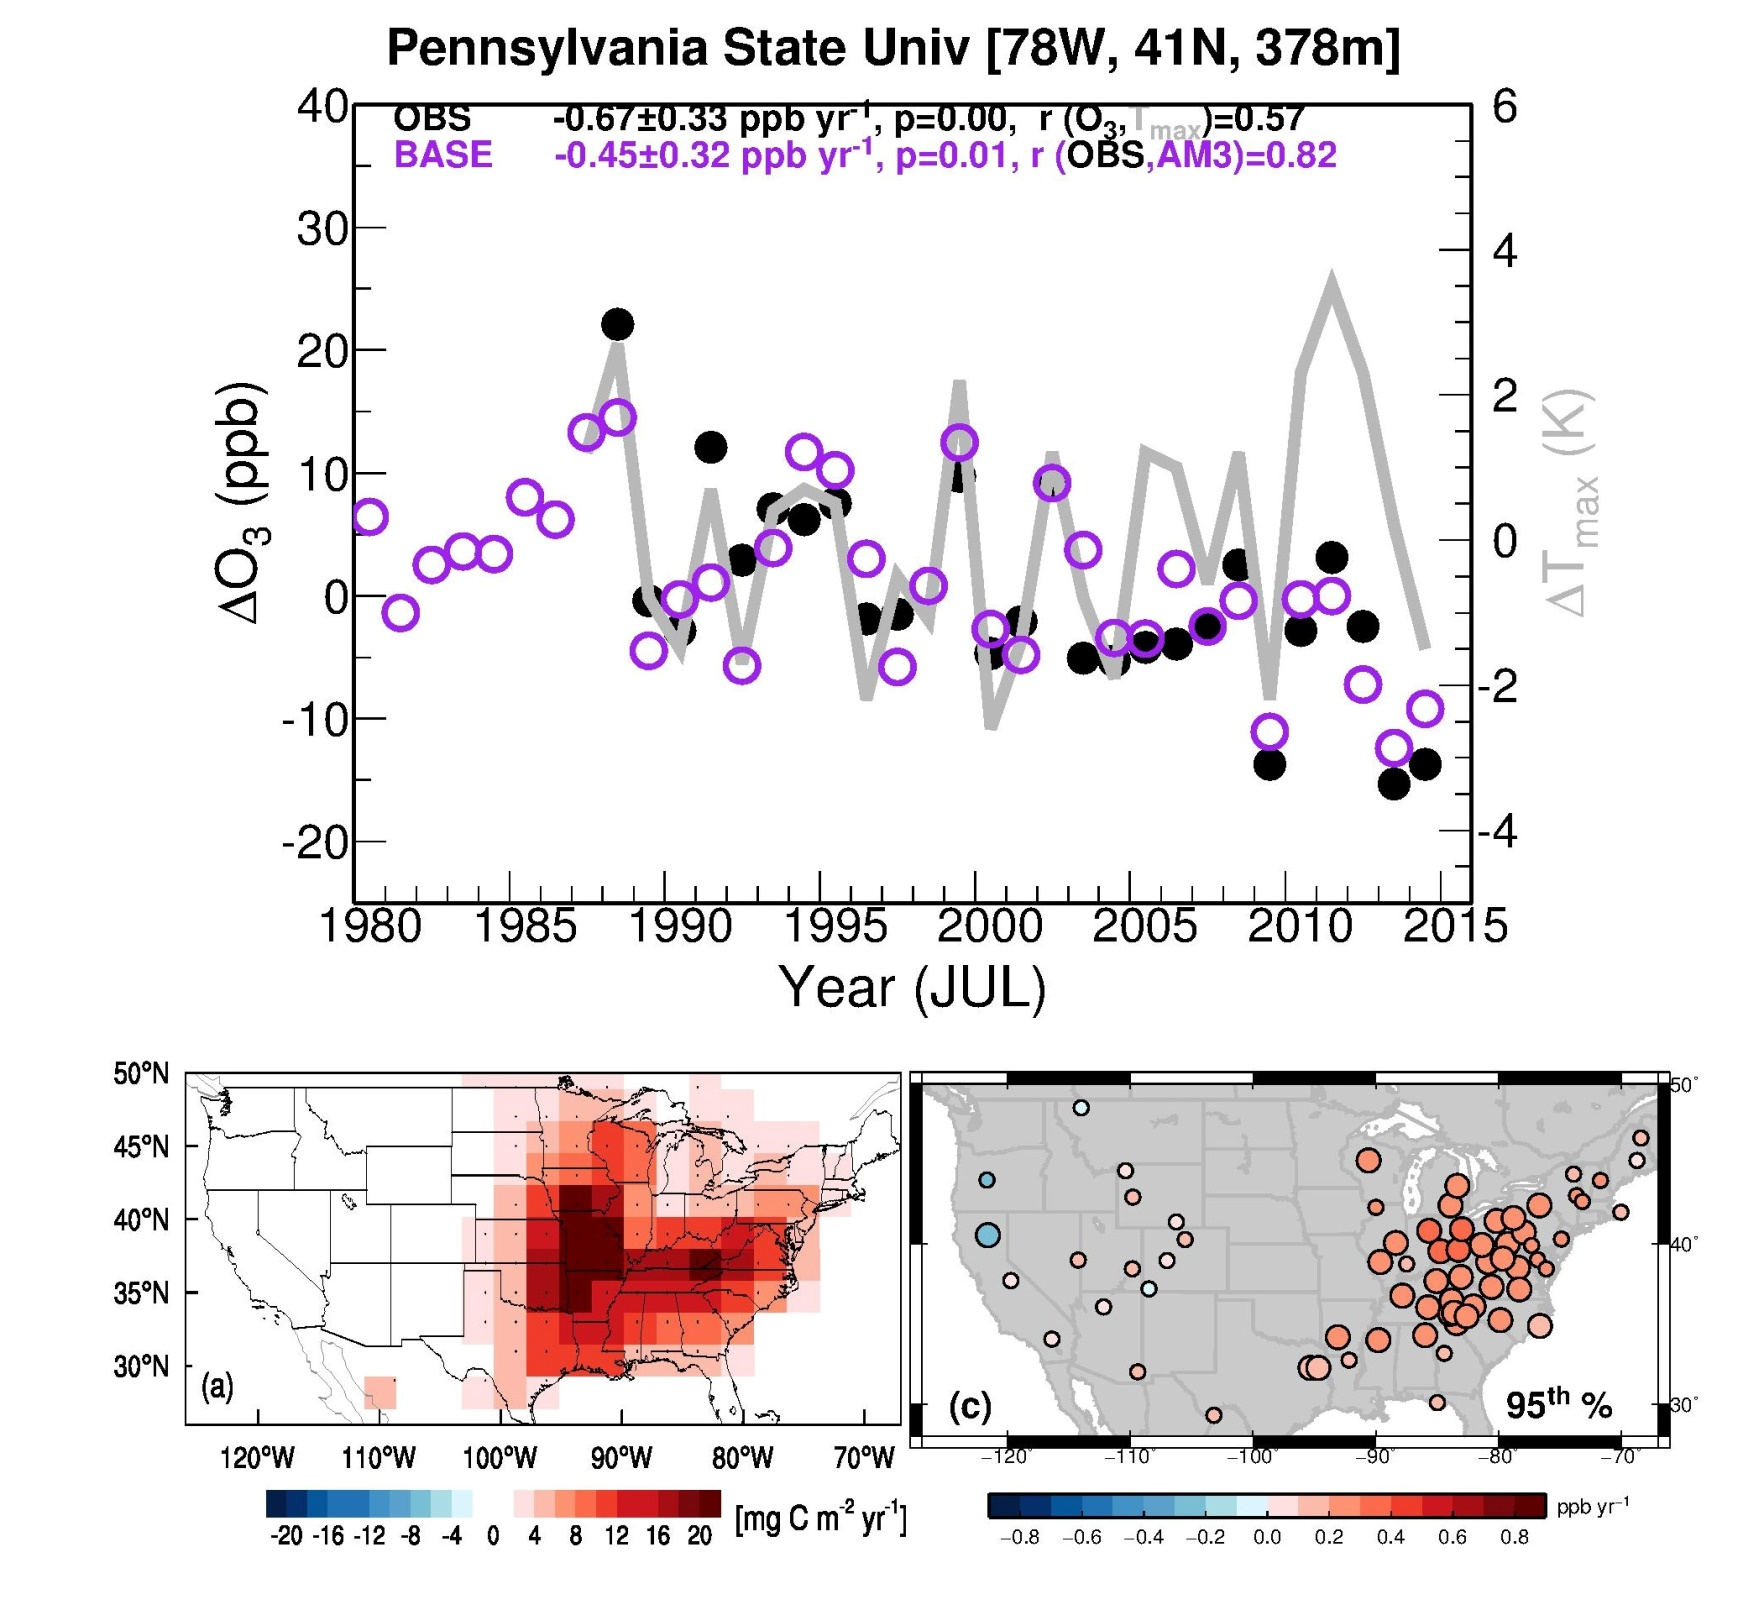 Pennsylvania State Univ [78W, 41N, 378m]
OBS -0.67±0.33 ppb yr-1, p=0.00, r (O3,Tmax)=0.57
BASE -0.45±0.32 ppb yr-1, p=0.01, r (OBS,AM3)=0.82
40
30
20
10
0
-10
-20
ΔO3 (ppb)
6
4
2
0
-2
-4
ΔTmax (K)
1980 1985 1990 1995 2000 2005 2010 2015
Year (JUL)
50°N
45°N
40°N
35°N
30°N
(a)
120°W 110°W 100°W 90°W 80°W 70°W
-20 -16 -12 -8 -4 0 4 8 12 16 20 [mg C m-2 yr-1]
50°
40°
30°
(c) 95th %
−120° −110° −100° −90° −80° −70°
−0.8 −0.6 −0.4 −0.2 0.0 0.2 0.4 0.6 0.8 ppb yr−1